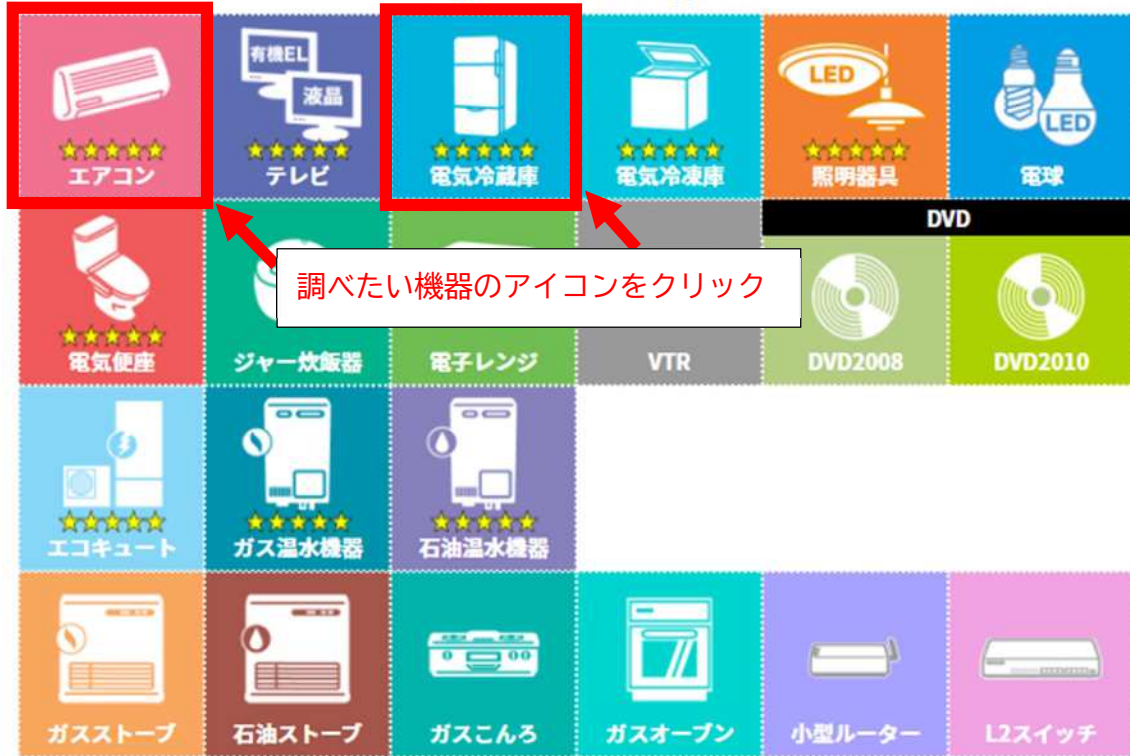 有機EL
液晶
LED
LED
エアコン
テレビ
電気冷蔵庫
電気冷凍庫
照明器具
電球
DVD
調べたい機器のアイコンをクリック
電気便座
ジャー炊飯器
電子レンジ
VTR
DVD2008
DVD2010
エコキュート
ガス温水機器
石油温水機器
ガスストーブ
石油ストーブ
ガスこんろ
ガスオーブン
小型ルーター
L2スイッチ